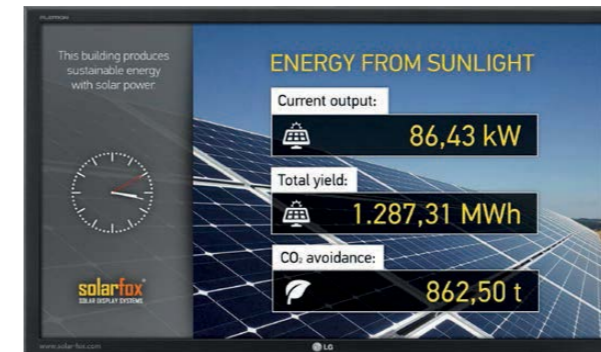 This building produces
sustainable energy
with solar power.
solarfox
SOLAR DISPLAY SYSTEMS
www.solar-fox.com
ENERGY FROM SUNLIGHT
Current output:
86,43 kW
Total yield:
1.287,31 MWh
CO₂ avoidance:
862,50 t
LG